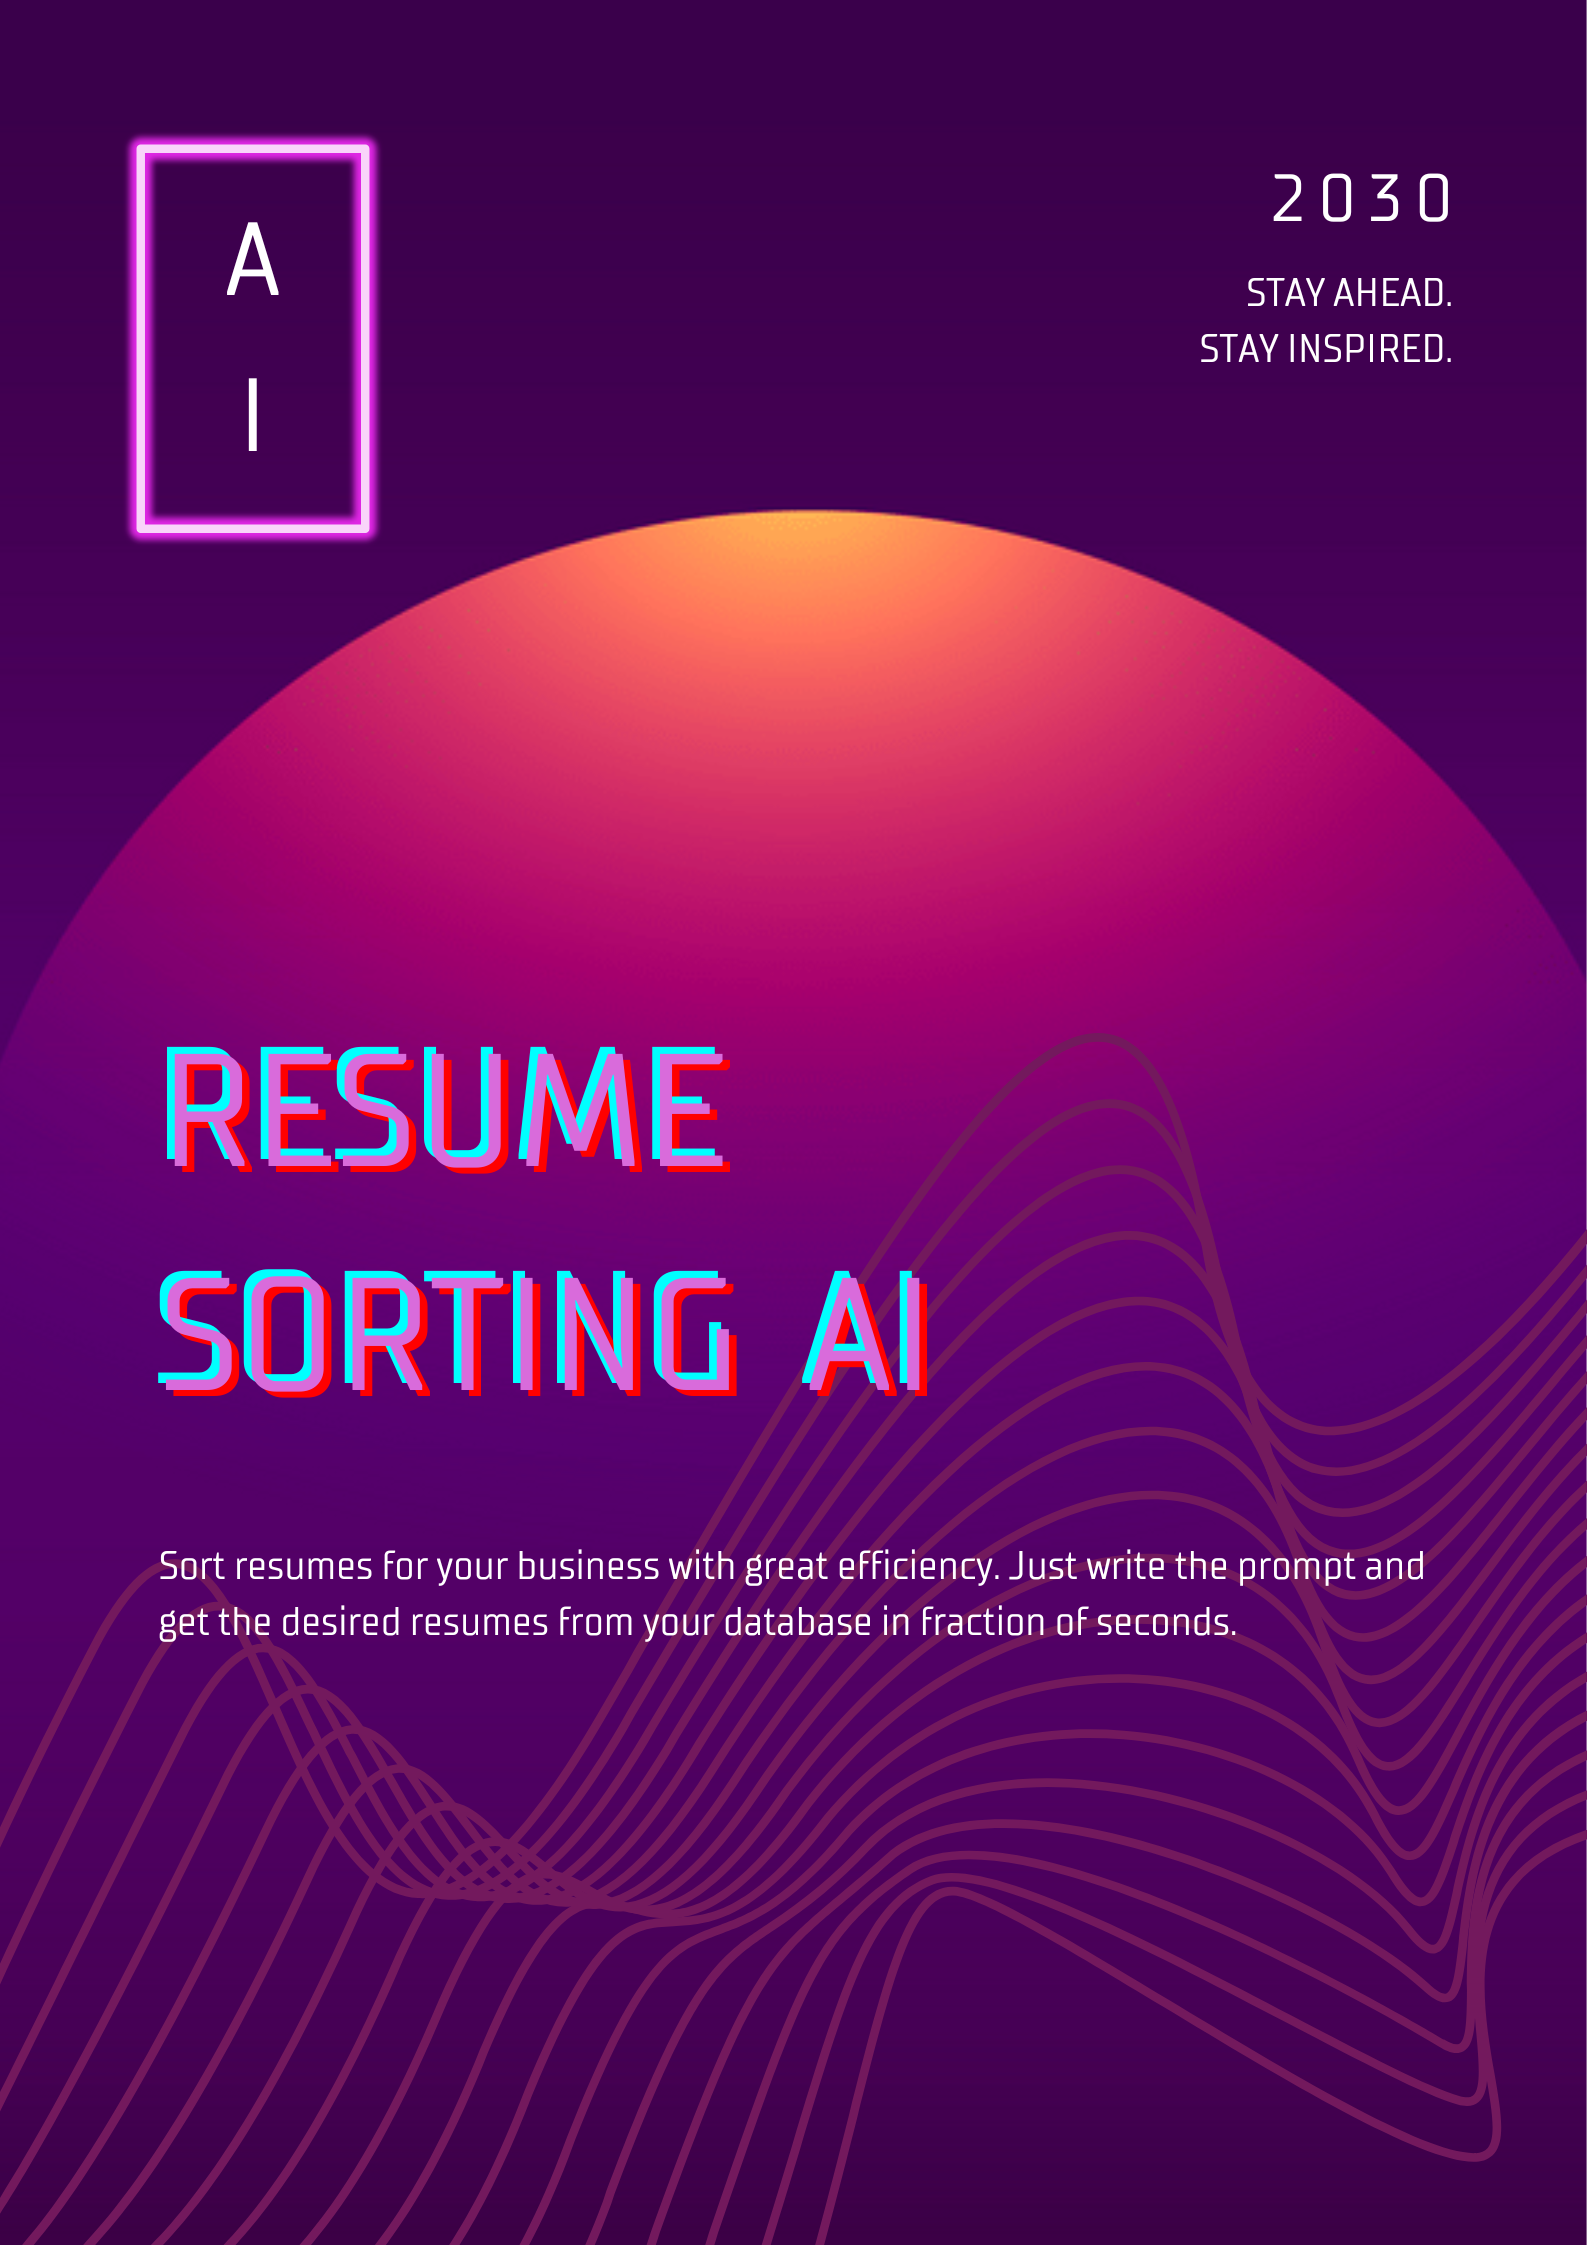 A
I
2030
STAY AHEAD.
STAY INSPIRED.
RESUME
SORTING AI
Sort resumes for your business with great efficiency. Just write the prompt and
get the desired resumes from your database in fraction of seconds.